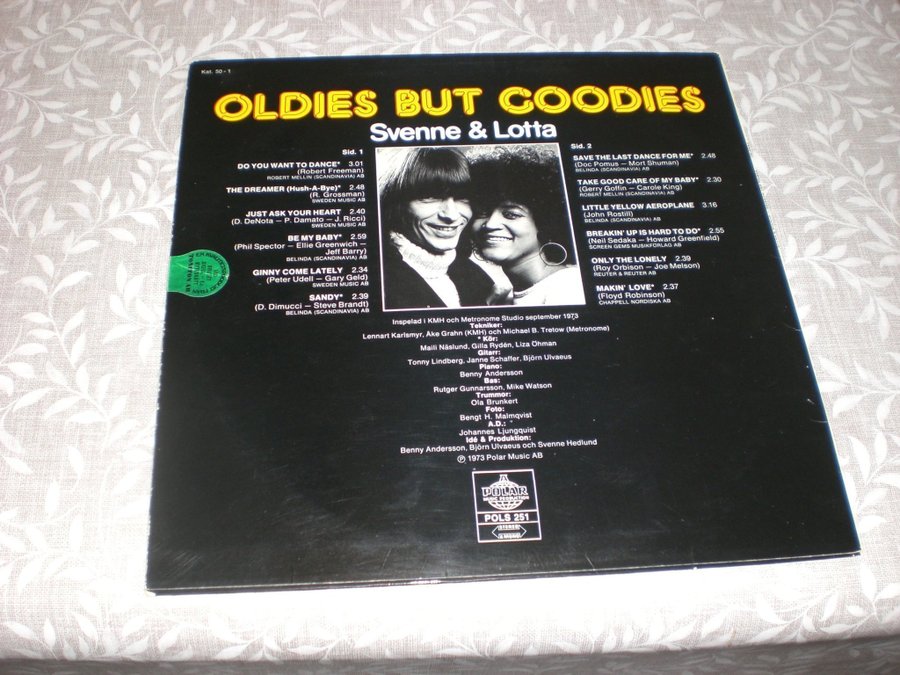 Kat. 50-1
OLDIES BUT GOODIES
Svenne & Lotta
Sid. 1
DO YOU WANT TO DANCE* 3.01
(Robert Freeman)
ROBERT MELLIN (SCANDINAVIA) AB
THE DREAMER (Hush-A-Bye)* 2.48
(R. Grossman)
SWEDEN MUSIC AB
JUST ASK YOUR HEART 2.40
(D. DeNota – P. Damato – J. Ricci)
SWEDEN MUSIC AB
BE MY BABY* 2.59
(Phil Spector – Ellie Greenwich –
Jeff Barry)
BELINDA (SCANDINAVIA) AB
GINNY COME LATELY 2.34
(Peter Udell – Gary Geld)
SWEDEN MUSIC AB
SANDY* 2.39
(D. Dimucci – Steve Brandt)
BELINDA (SCANDINAVIA) AB
Sid. 2
SAVE THE LAST DANCE FOR ME* 2.48
(Doc Pomus – Mort Shuman)
BELINDA (SCANDINAVIA) AB
TAKE GOOD CARE OF MY BABY* 2.30
(Gerry Goffin – Carole King)
ROBERT MELLIN (SCANDINAVIA) AB
LITTLE YELLOW AEROPLANE 3.16
(John Rostill)
BELINDA (SCANDINAVIA) AB
BREAKIN' UP IS HARD TO DO* 2.55
(Neil Sedaka – Howard Greenfield)
SCREEN GEMS MUSIKFÖRLAG AB
ONLY THE LONELY 2.39
(Roy Orbison – Joe Melson)
REUTER & REUTER AB
MAKIN' LOVE* 2.37
(Floyd Robinson)
CHAPPELL NORDISKA AB
Inspelad i KMH och Metronome Studio september 1973
Tekniker:
Lennart Karlsmyr, Åke Grahn (KMH) och Michael B. Tretow (Metronome)
* Kör:
Maili Näslund, Gilla Rydén, Liza Öhman
Gitarr:
Tonny Lindberg, Janne Schaffer, Björn Ulvaeus
Piano:
Benny Andersson
Bas:
Rutger Gunnarsson, Mike Watson
Trummor:
Ola Brunkert
Foto:
Bengt H. Malmqvist
A.D.:
Johannes Ljungquist
Idé & Produktion:
Benny Andersson, Björn Ulvaeus och Svenne Hedlund
℗ 1973 Polar Music AB
POLAR
MUSIC PRODUCTION
POLS 251
STEREO